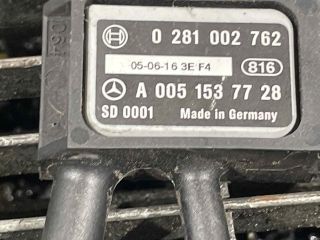 0 281 002 762
05-06-16 3E F4 816
A 005 153 77 28
SD 0001 Made in Germany